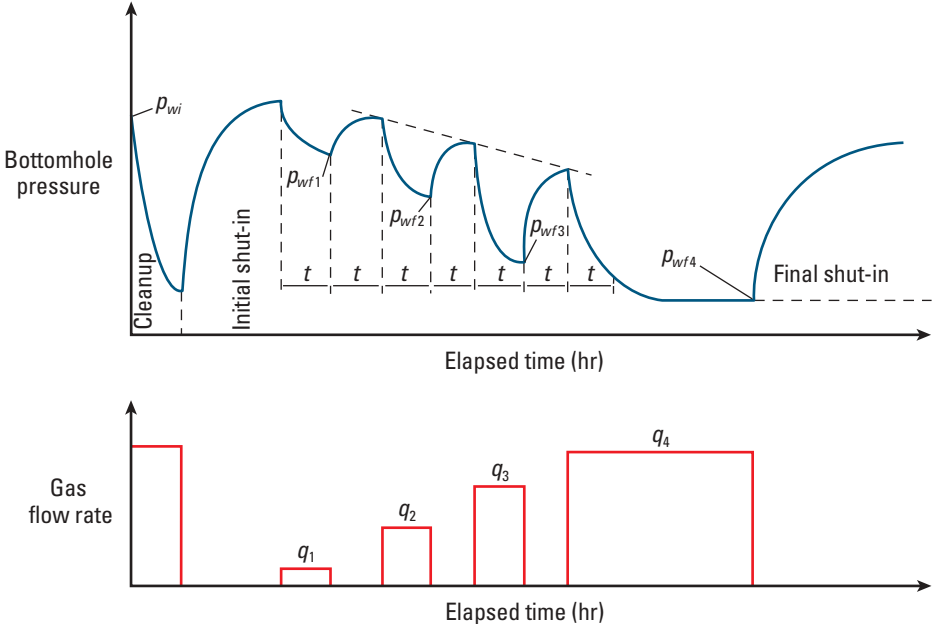 p_wi
Bottomhole
pressure
p_wf1
p_wf2
p_wf3
p_wf4
Cleanup
Initial shut-in
t t t t t t t
Final shut-in
Elapsed time (hr)
Gas
flow rate
q_1
q_2
q_3
q_4
Elapsed time (hr)